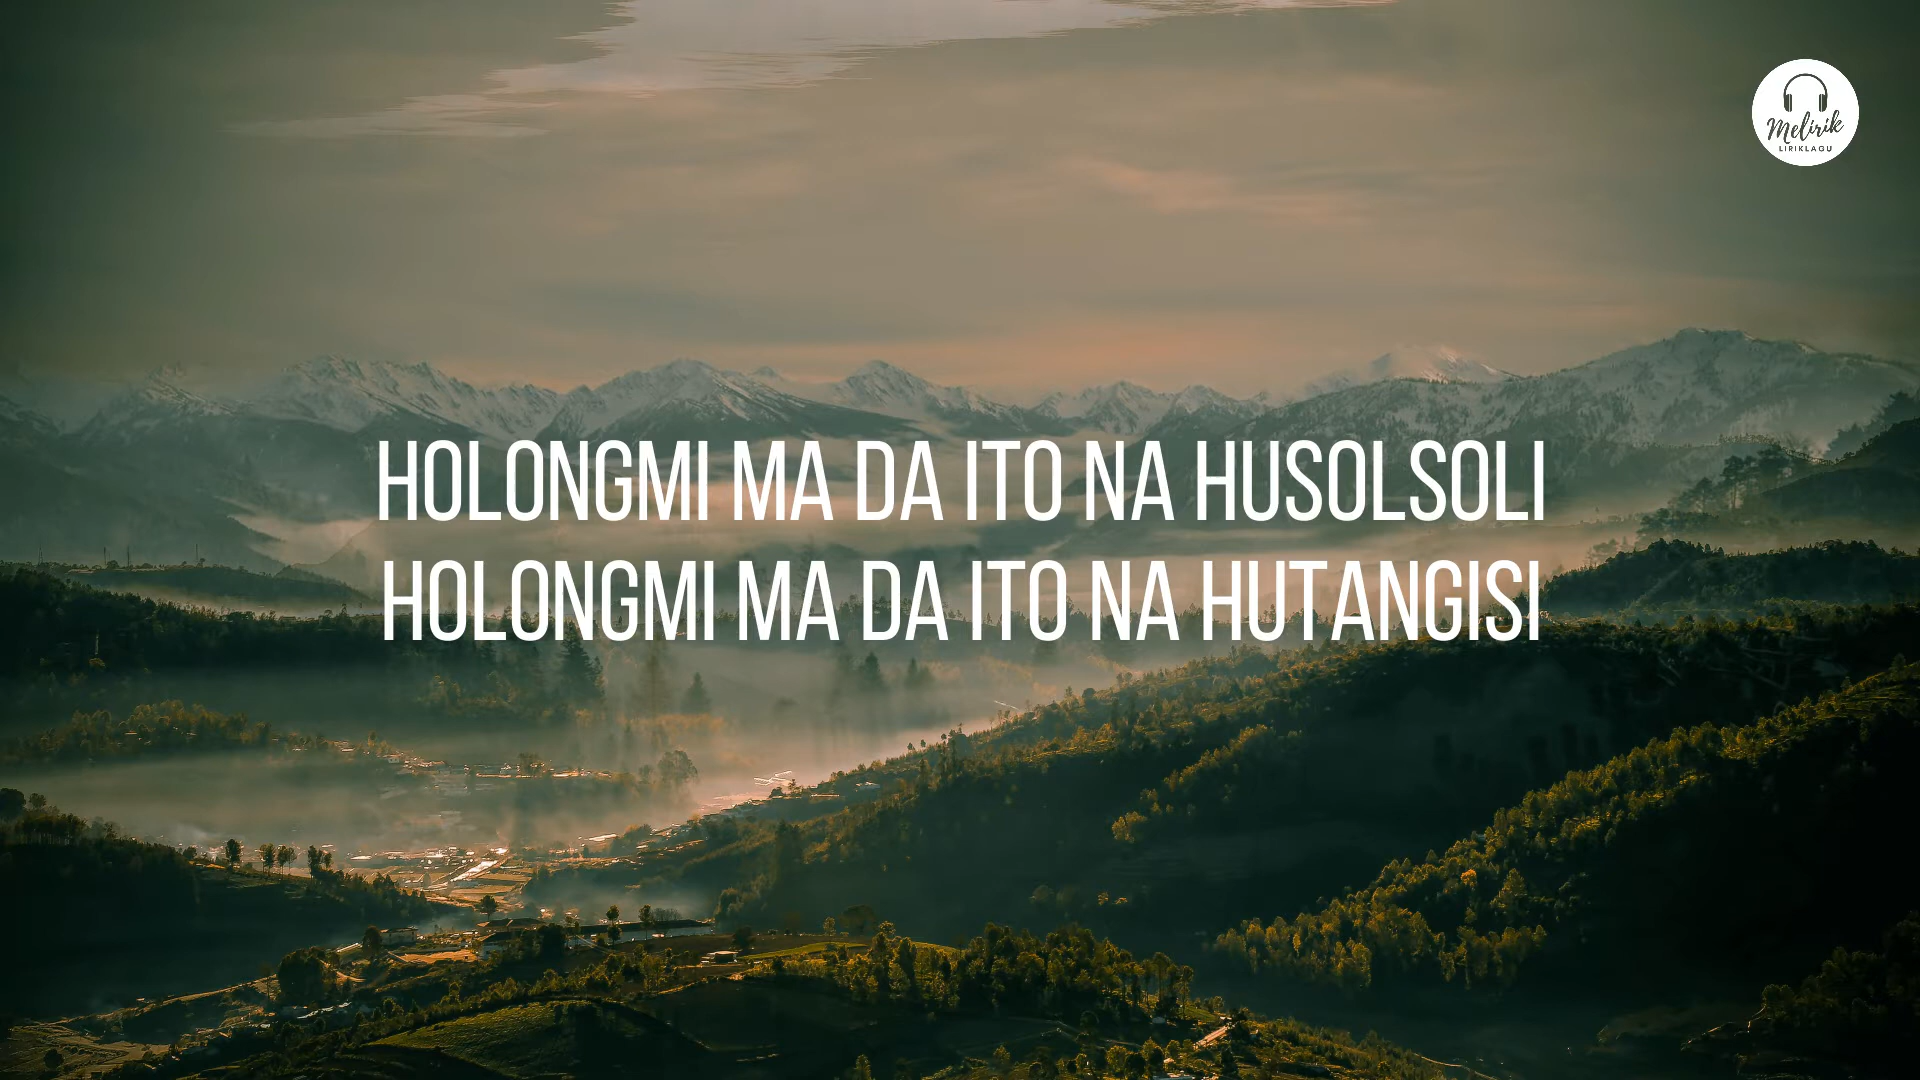 Melirik
LIRIKLAGU
HOLONGMI MA DA ITO NA HUSOLSOLI
HOLONGMI MA DA ITO NA HUTANGISI